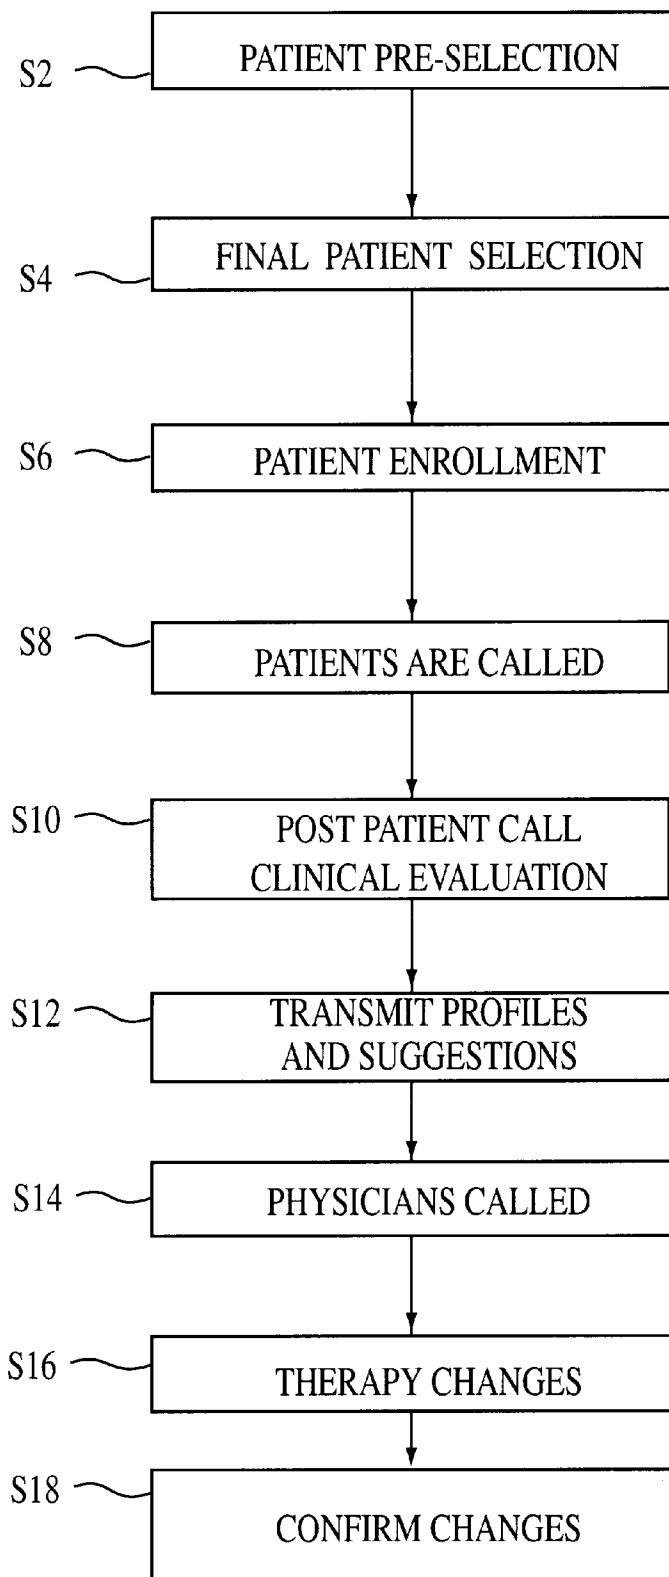 S2 PATIENT PRE-SELECTION
S4 FINAL PATIENT SELECTION
S6 PATIENT ENROLLMENT
S8 PATIENTS ARE CALLED
S10 POST PATIENT CALL
CLINICAL EVALUATION
S12 TRANSMIT PROFILES
AND SUGGESTIONS
S14 PHYSICIANS CALLED
S16 THERAPY CHANGES
S18 CONFIRM CHANGES